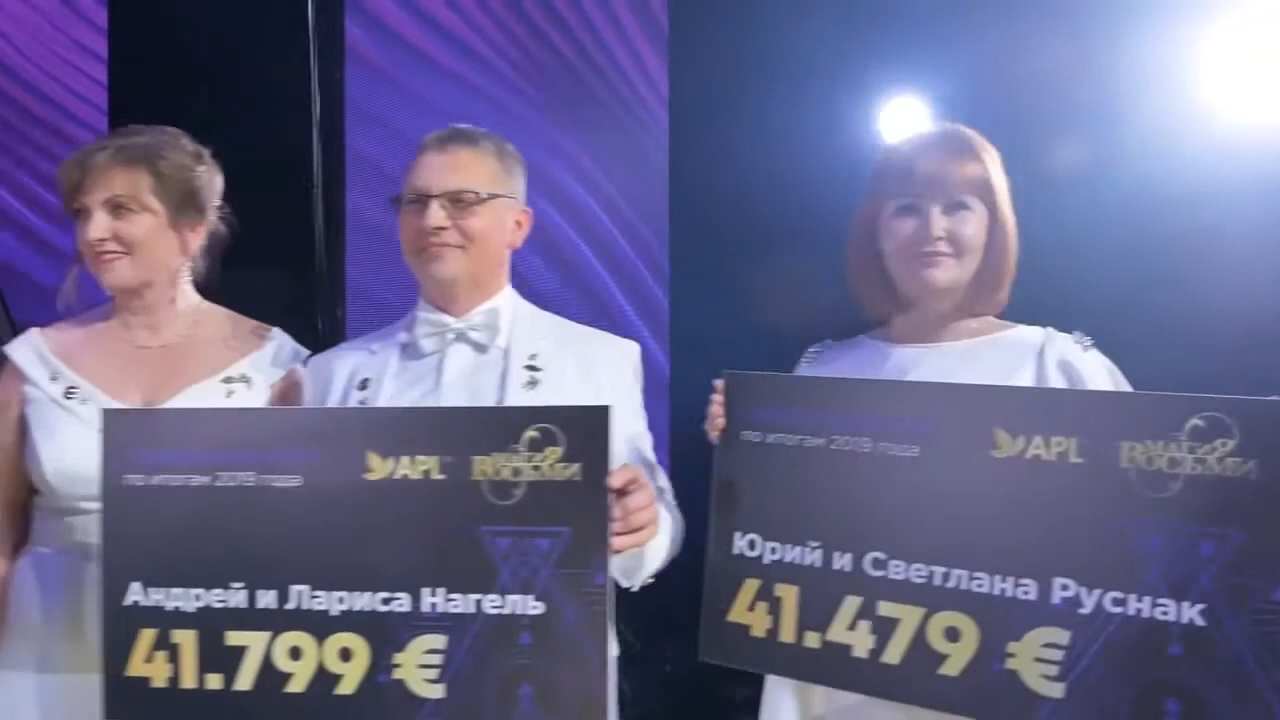 по итогам 2019 года
APL
МАГИЯ
ВОСЬМИ
Андрей и Лариса Нагель
41.799 €
по итогам 2019 года
APL
МАГИЯ
ВОСЬМИ
Юрий и Светлана Руснак
41.479 €